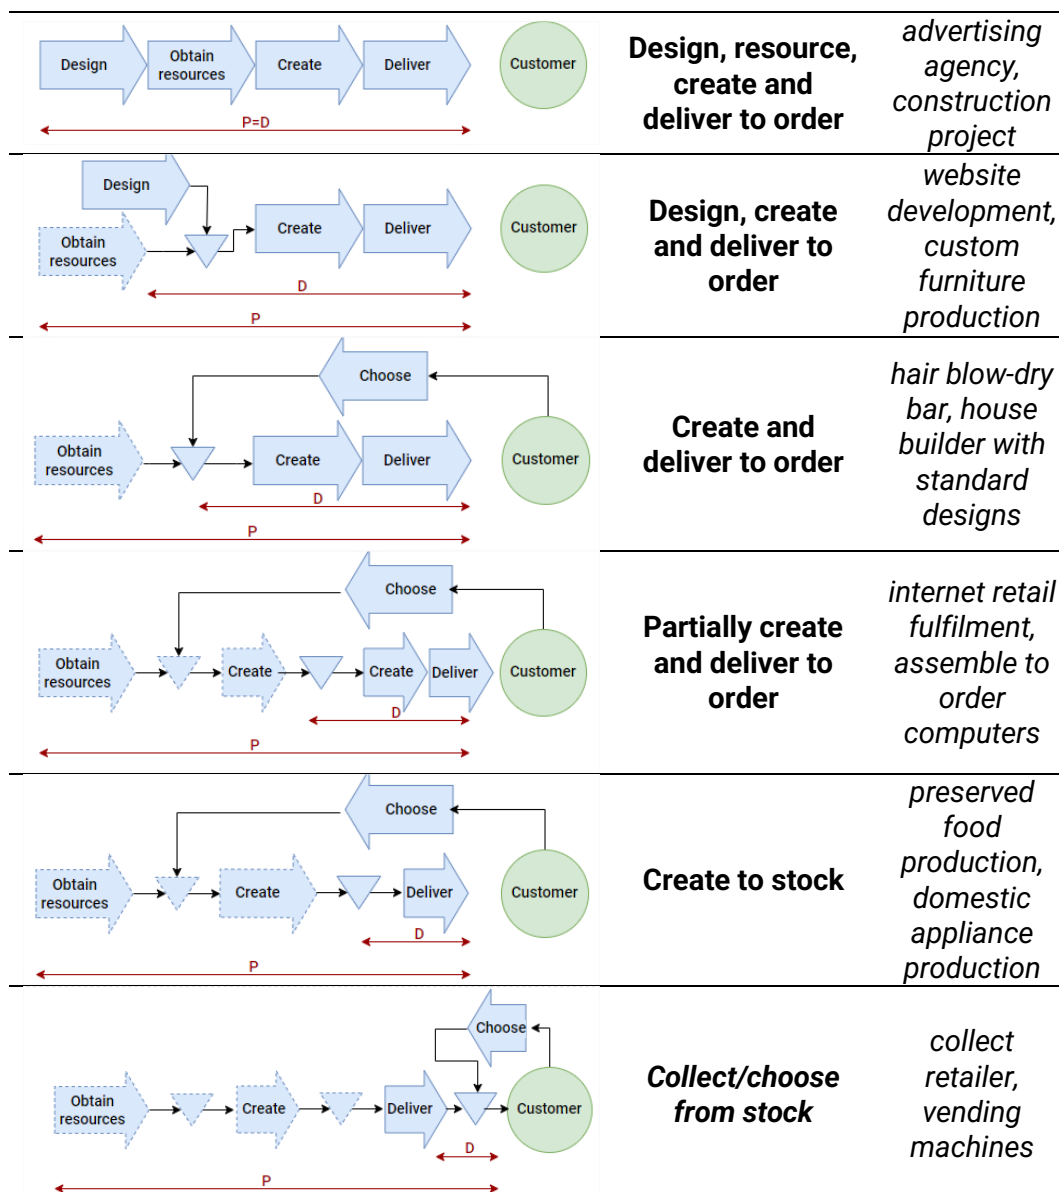 Design
Obtain
resources
Create
Deliver
Customer
P=D
Design, resource,
create and
deliver to order
advertising
agency,
construction
project
Design
Obtain
resources
Create
Deliver
Customer
D
P
Design, create
and deliver to
order
website
development,
custom
furniture
production
Choose
Obtain
resources
Create
Deliver
Customer
D
P
Create and
deliver to order
hair blow-dry
bar, house
builder with
standard
designs
Choose
Obtain
resources
Create
Create
Deliver
Customer
D
P
Partially create
and deliver to
order
internet retail
fulfilment,
assemble to
order
computers
Choose
Obtain
resources
Create
Deliver
Customer
D
P
Create to stock
preserved
food
production,
domestic
appliance
production
Choose
Obtain
resources
Create
Deliver
Customer
D
P
Collect/choose
from stock
collect
retailer,
vending
machines